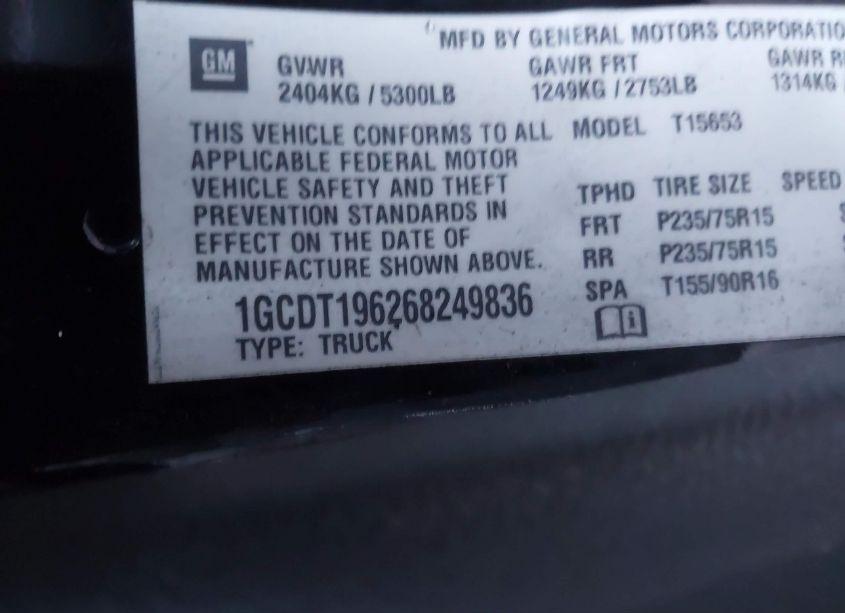 MFD BY GENERAL MOTORS CORPORATIO
GM
GVWR GAWR FRT GAWR R
2404KG / 5300LB 1249KG / 2753LB 1314KG
THIS VEHICLE CONFORMS TO ALL MODEL T15653
APPLICABLE FEDERAL MOTOR
VEHICLE SAFETY AND THEFT TPHD TIRE SIZE SPEED
PREVENTION STANDARDS IN FRT P235/75R15 S
EFFECT ON THE DATE OF RR P235/75R15 S
MANUFACTURE SHOWN ABOVE. SPA T155/90R16
1GCDT196268249836
TYPE: TRUCK